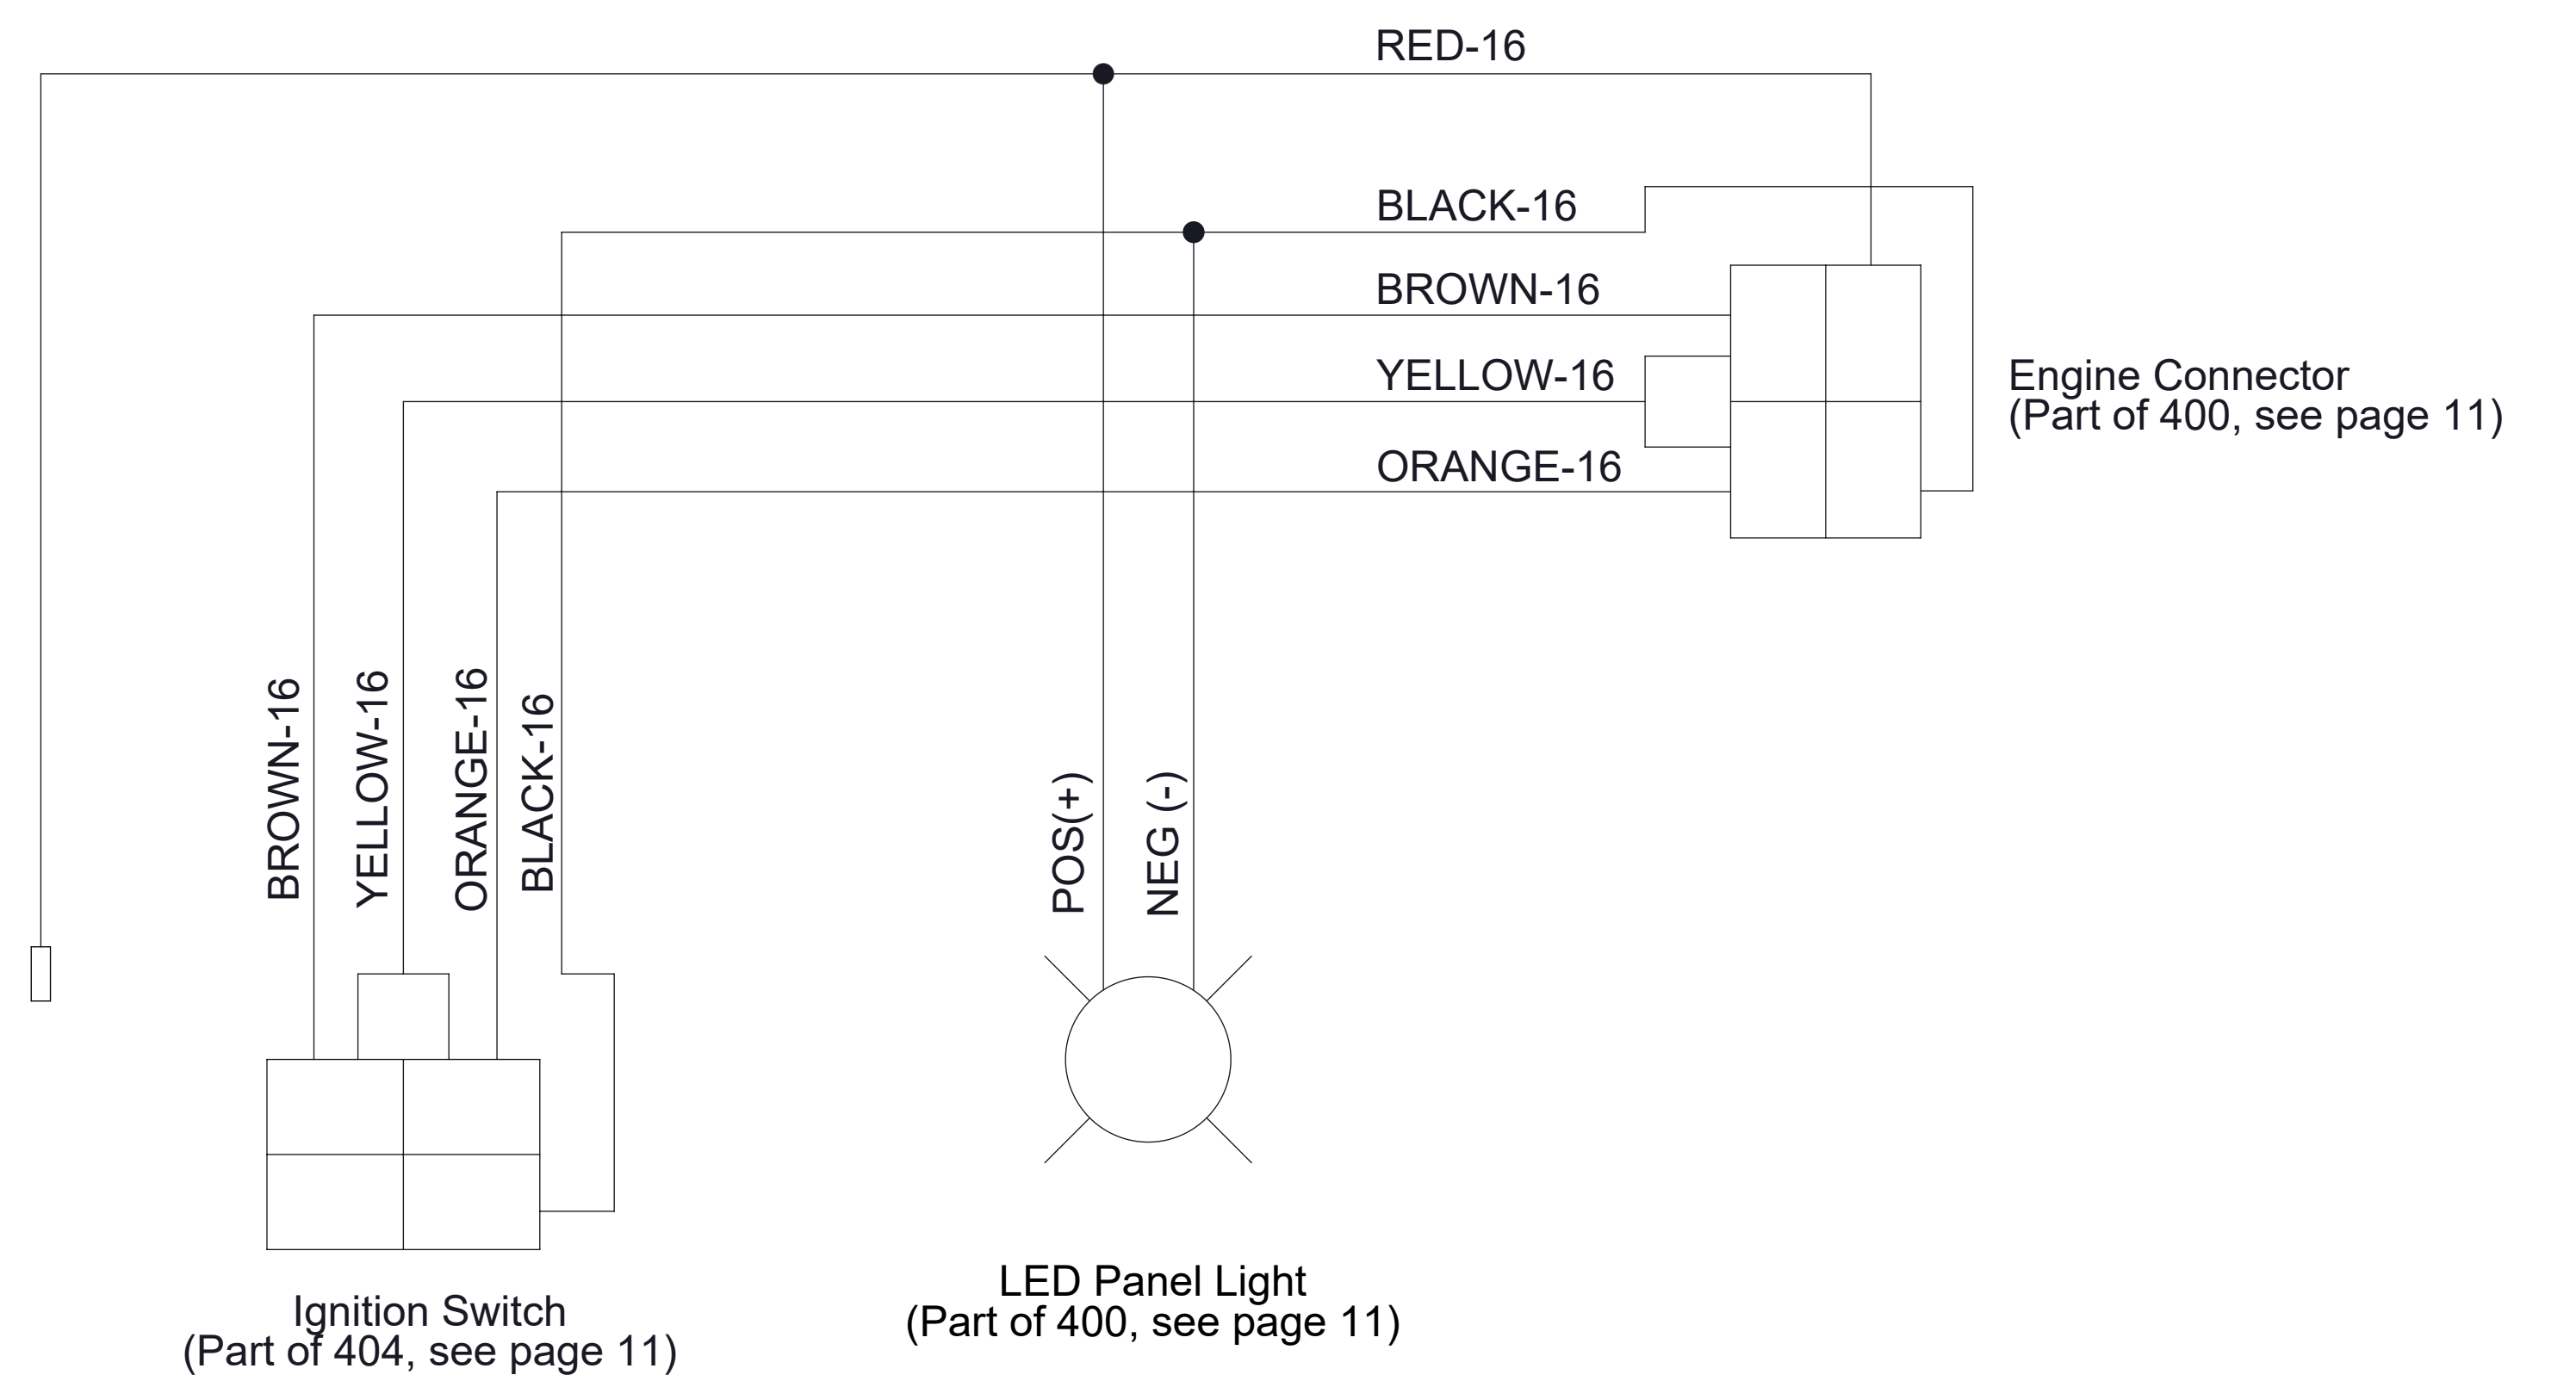 RED-16
BLACK-16
BROWN-16
YELLOW-16
ORANGE-16
Engine Connector
(Part of 400, see page 11)
BROWN-16
YELLOW-16
ORANGE-16
BLACK-16
POS(+)
NEG (-)
Ignition Switch
(Part of 404, see page 11)
LED Panel Light
(Part of 400, see page 11)